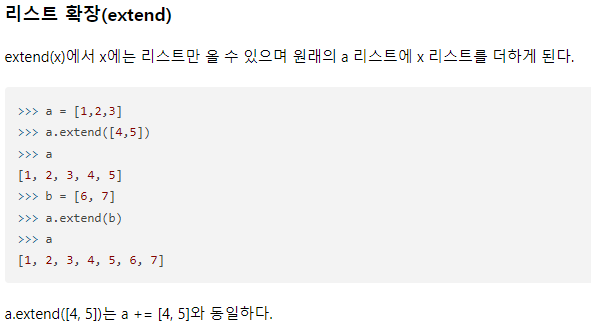 리스트 확장(extend)
extend(x)에서 x에는 리스트만 올 수 있으며 원래의 a 리스트에 x 리스트를 더하게 된다.
>>> a = [1,2,3]
>>> a.extend([4,5])
>>> a
[1, 2, 3, 4, 5]
>>> b = [6, 7]
>>> a.extend(b)
>>> a
[1, 2, 3, 4, 5, 6, 7]
a.extend([4, 5])는 a += [4, 5]와 동일하다.